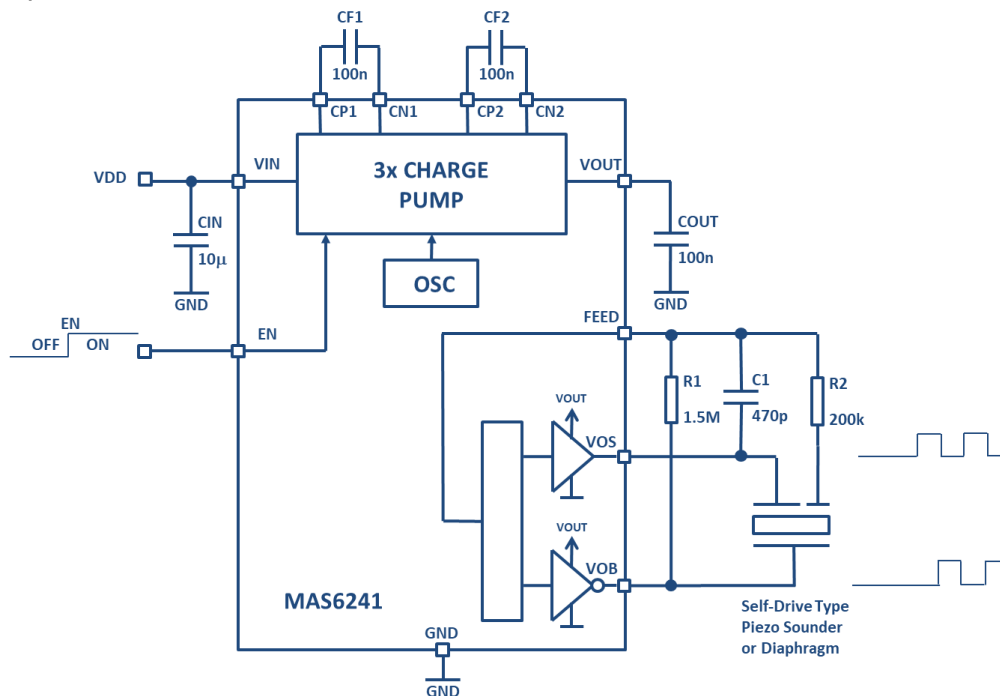 CF1
100n
CF2
100n
CP1
CN1
CP2
CN2
VDD
VIN
3x CHARGE
PUMP
VOUT
CIN
10µ
GND
OSC
COUT
100n
GND
EN
OFF
ON
EN
FEED
R1
1.5M
C1
470p
R2
200k
VOUT
VOS
VOUT
VOB
MAS6241
GND
GND
Self-Drive Type
Piezo Sounder
or Diaphragm